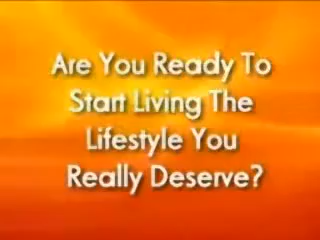 Are You Ready To
Start Living The
Lifestyle You
Really Deserve?